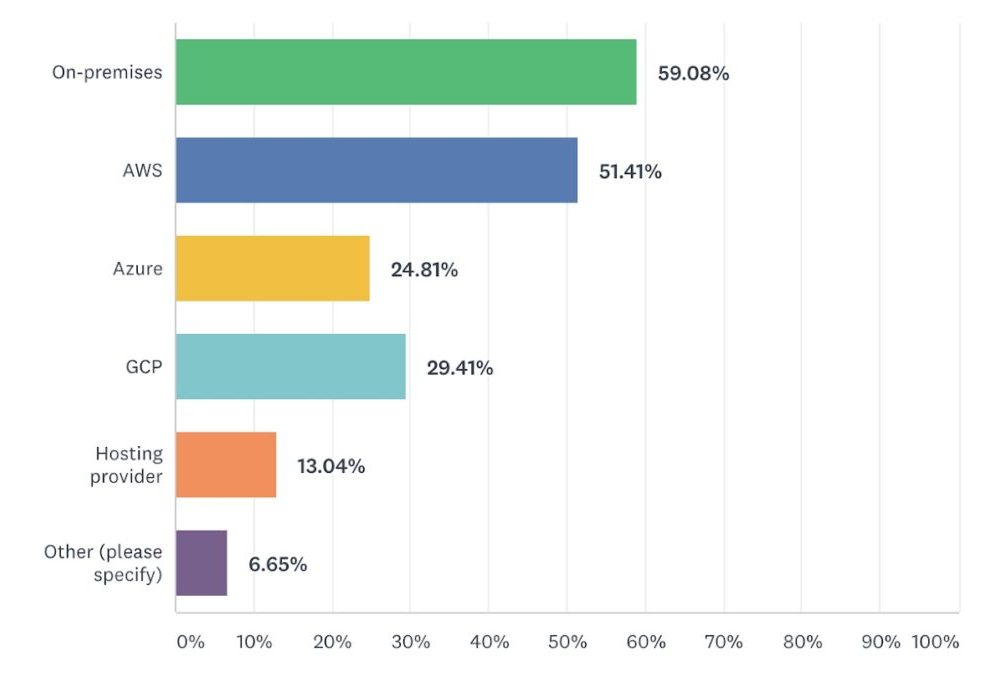 On-premises
59.08%
AWS
51.41%
Azure
24.81%
GCP
29.41%
Hosting
provider
13.04%
Other (please
specify)
6.65%
0% 10% 20% 30% 40% 50% 60% 70% 80% 90% 100%